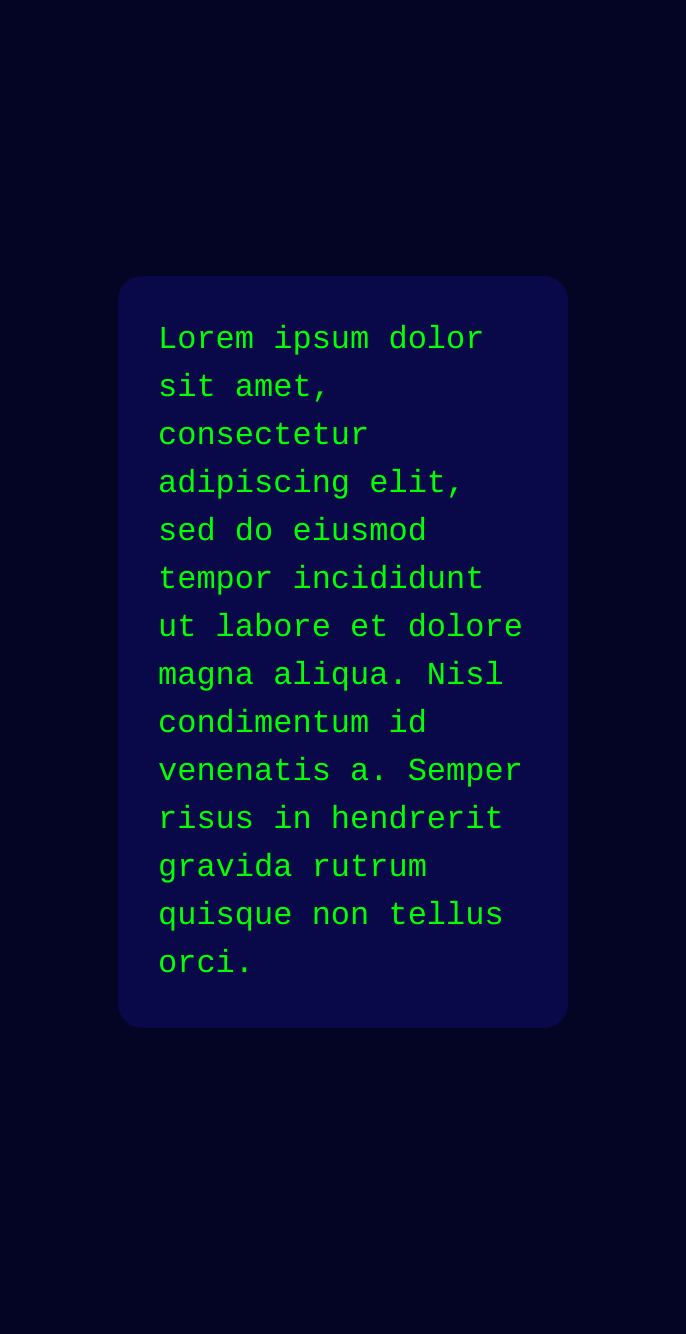 Lorem ipsum dolor
sit amet,
consectetur
adipiscing elit,
sed do eiusmod
tempor incididunt
ut labore et dolore
magna aliqua. Nisl
condimentum id
venenatis a. Semper
risus in hendrerit
gravida rutrum
quisque non tellus
orci.